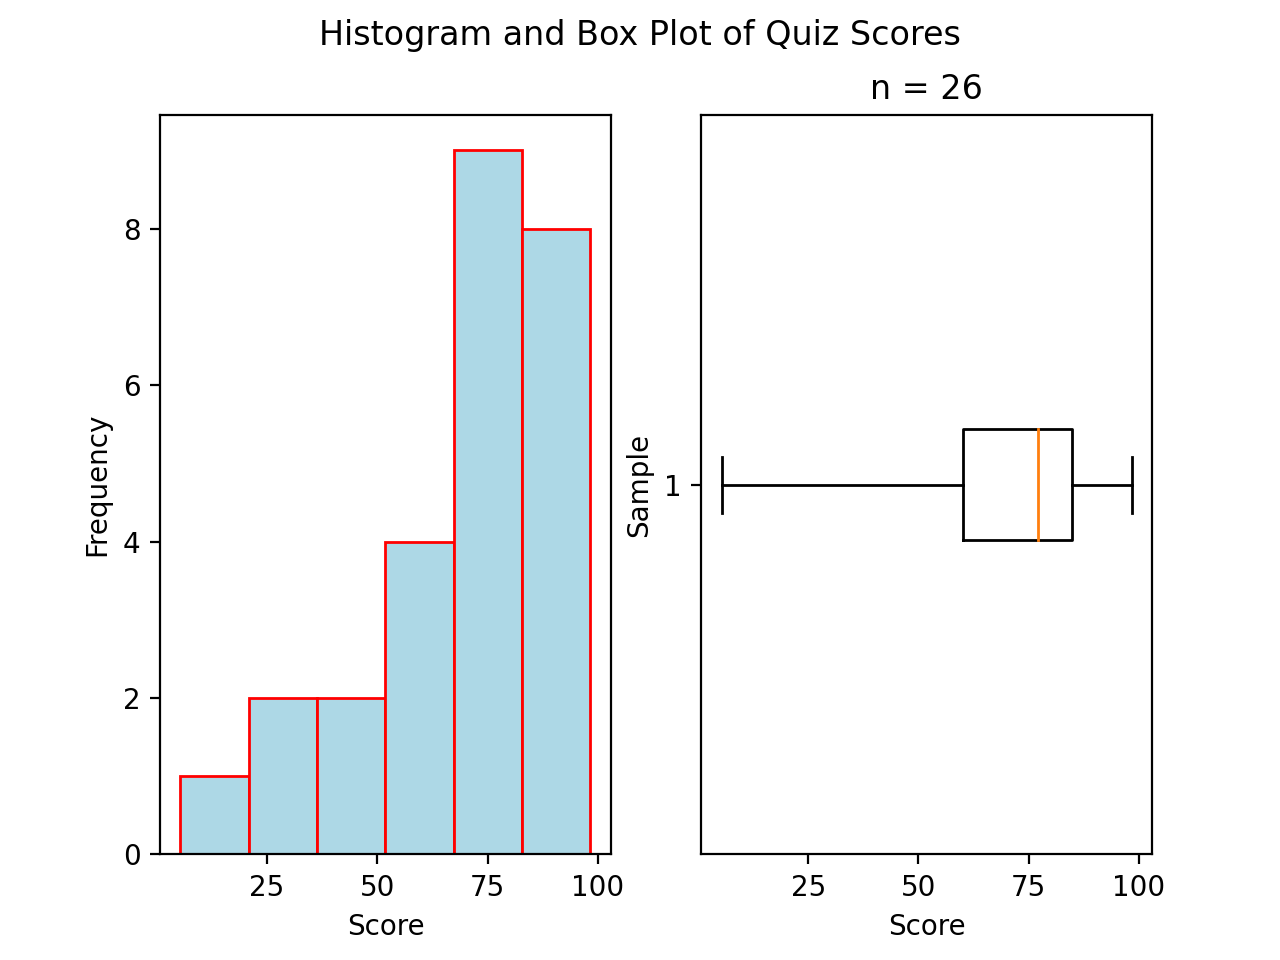 Histogram and Box Plot of Quiz Scores
Frequency
8
6
4
2
0
25 50 75 100
Score
n = 26
Sample
1
25 50 75 100
Score